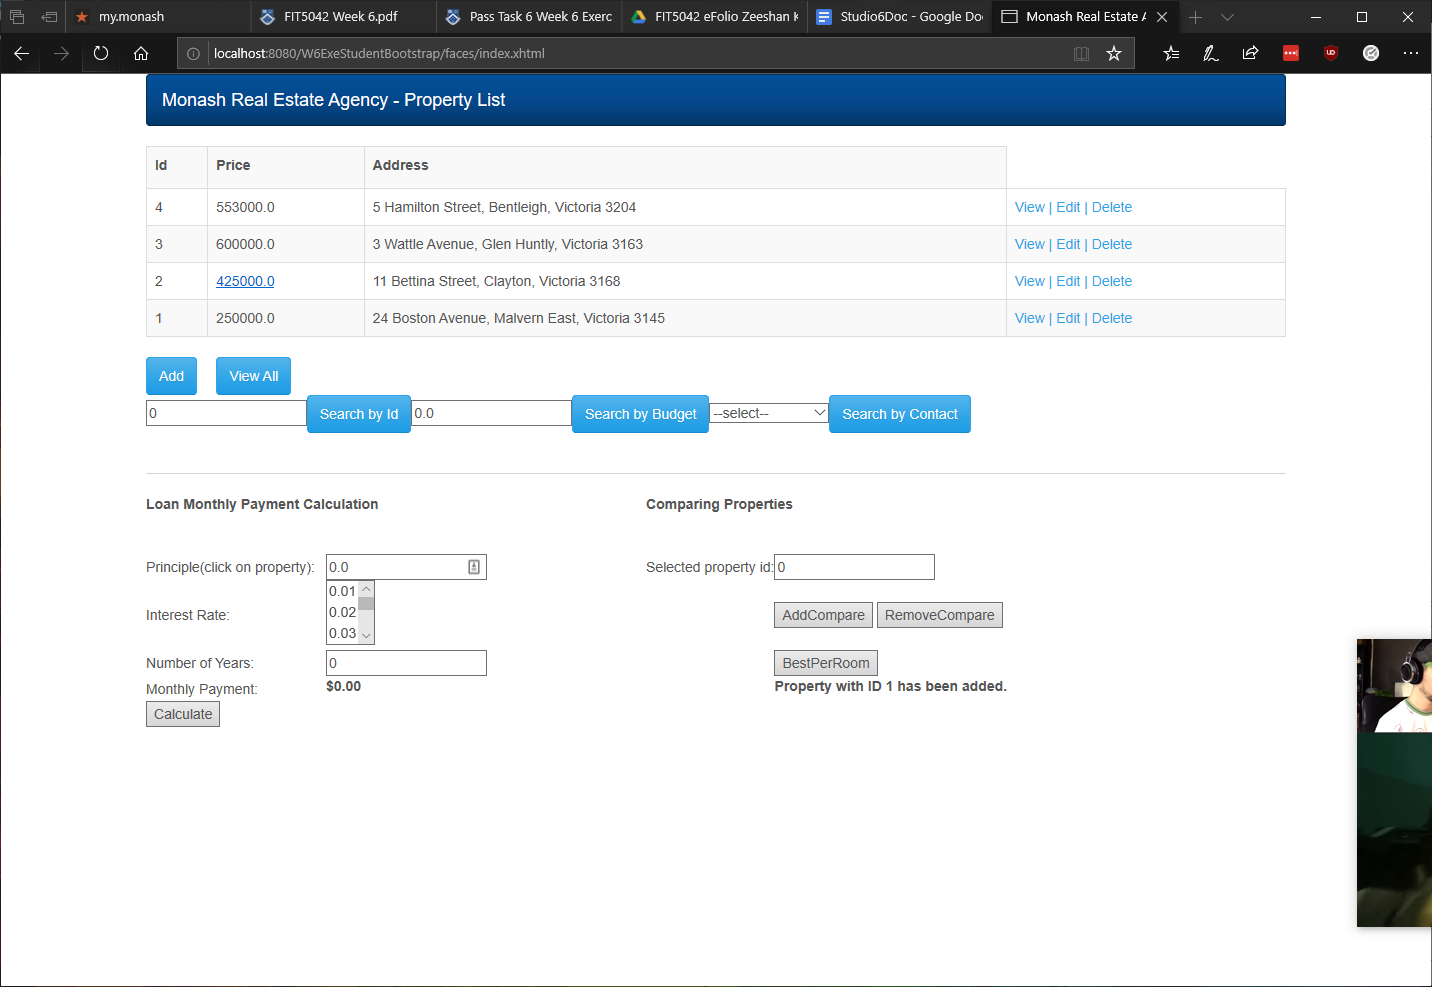 my.monash FIT5042 Week 6.pdf Pass Task 6 Week 6 Exerc FIT5042 eFolio Zeeshan K Studio6Doc - Google Do Monash Real Estate A
localhost:8080/W6ExeStudentBootstrap/faces/index.xhtml
Monash Real Estate Agency - Property List
Id Price Address
4 553000.0 5 Hamilton Street, Bentleigh, Victoria 3204 View | Edit | Delete
3 600000.0 3 Wattle Avenue, Glen Huntly, Victoria 3163 View | Edit | Delete
2 425000.0 11 Bettina Street, Clayton, Victoria 3168 View | Edit | Delete
1 250000.0 24 Boston Avenue, Malvern East, Victoria 3145 View | Edit | Delete
Add View All
0 Search by Id 0.0 Search by Budget --select-- Search by Contact
Loan Monthly Payment Calculation Comparing Properties
Principle(click on property): 0.0 Selected property id: 0
0.01
Interest Rate: 0.02 AddCompare RemoveCompare
0.03
Number of Years: 0 BestPerRoom
Monthly Payment: $0.00 Property with ID 1 has been added.
Calculate